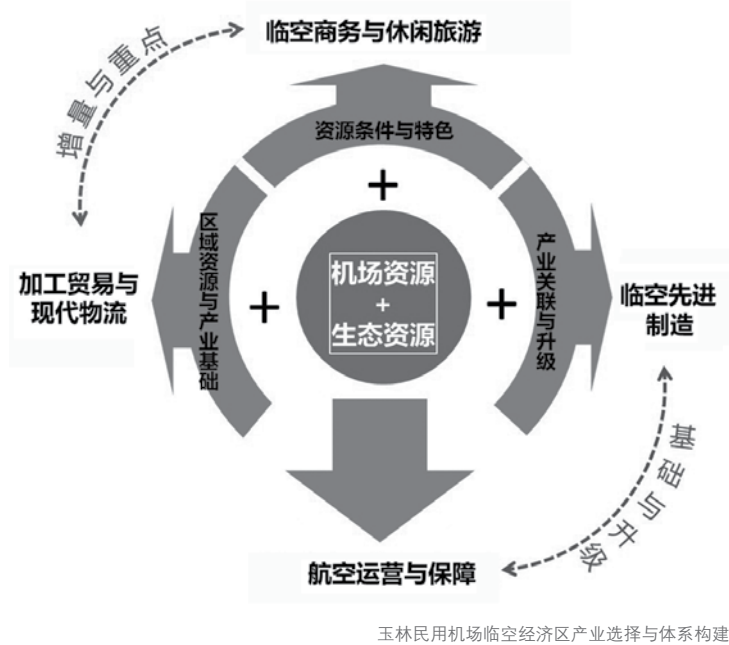 临空商务与休闲旅游
增量与重点
资源条件与特色
+
区域资源与产业基础
产业关联与升级
加工贸易与
现代物流
+
机场资源
+
生态资源
+
临空先进
制造
基础与升级
航空运营与保障
玉林民用机场临空经济区产业选择与体系构建